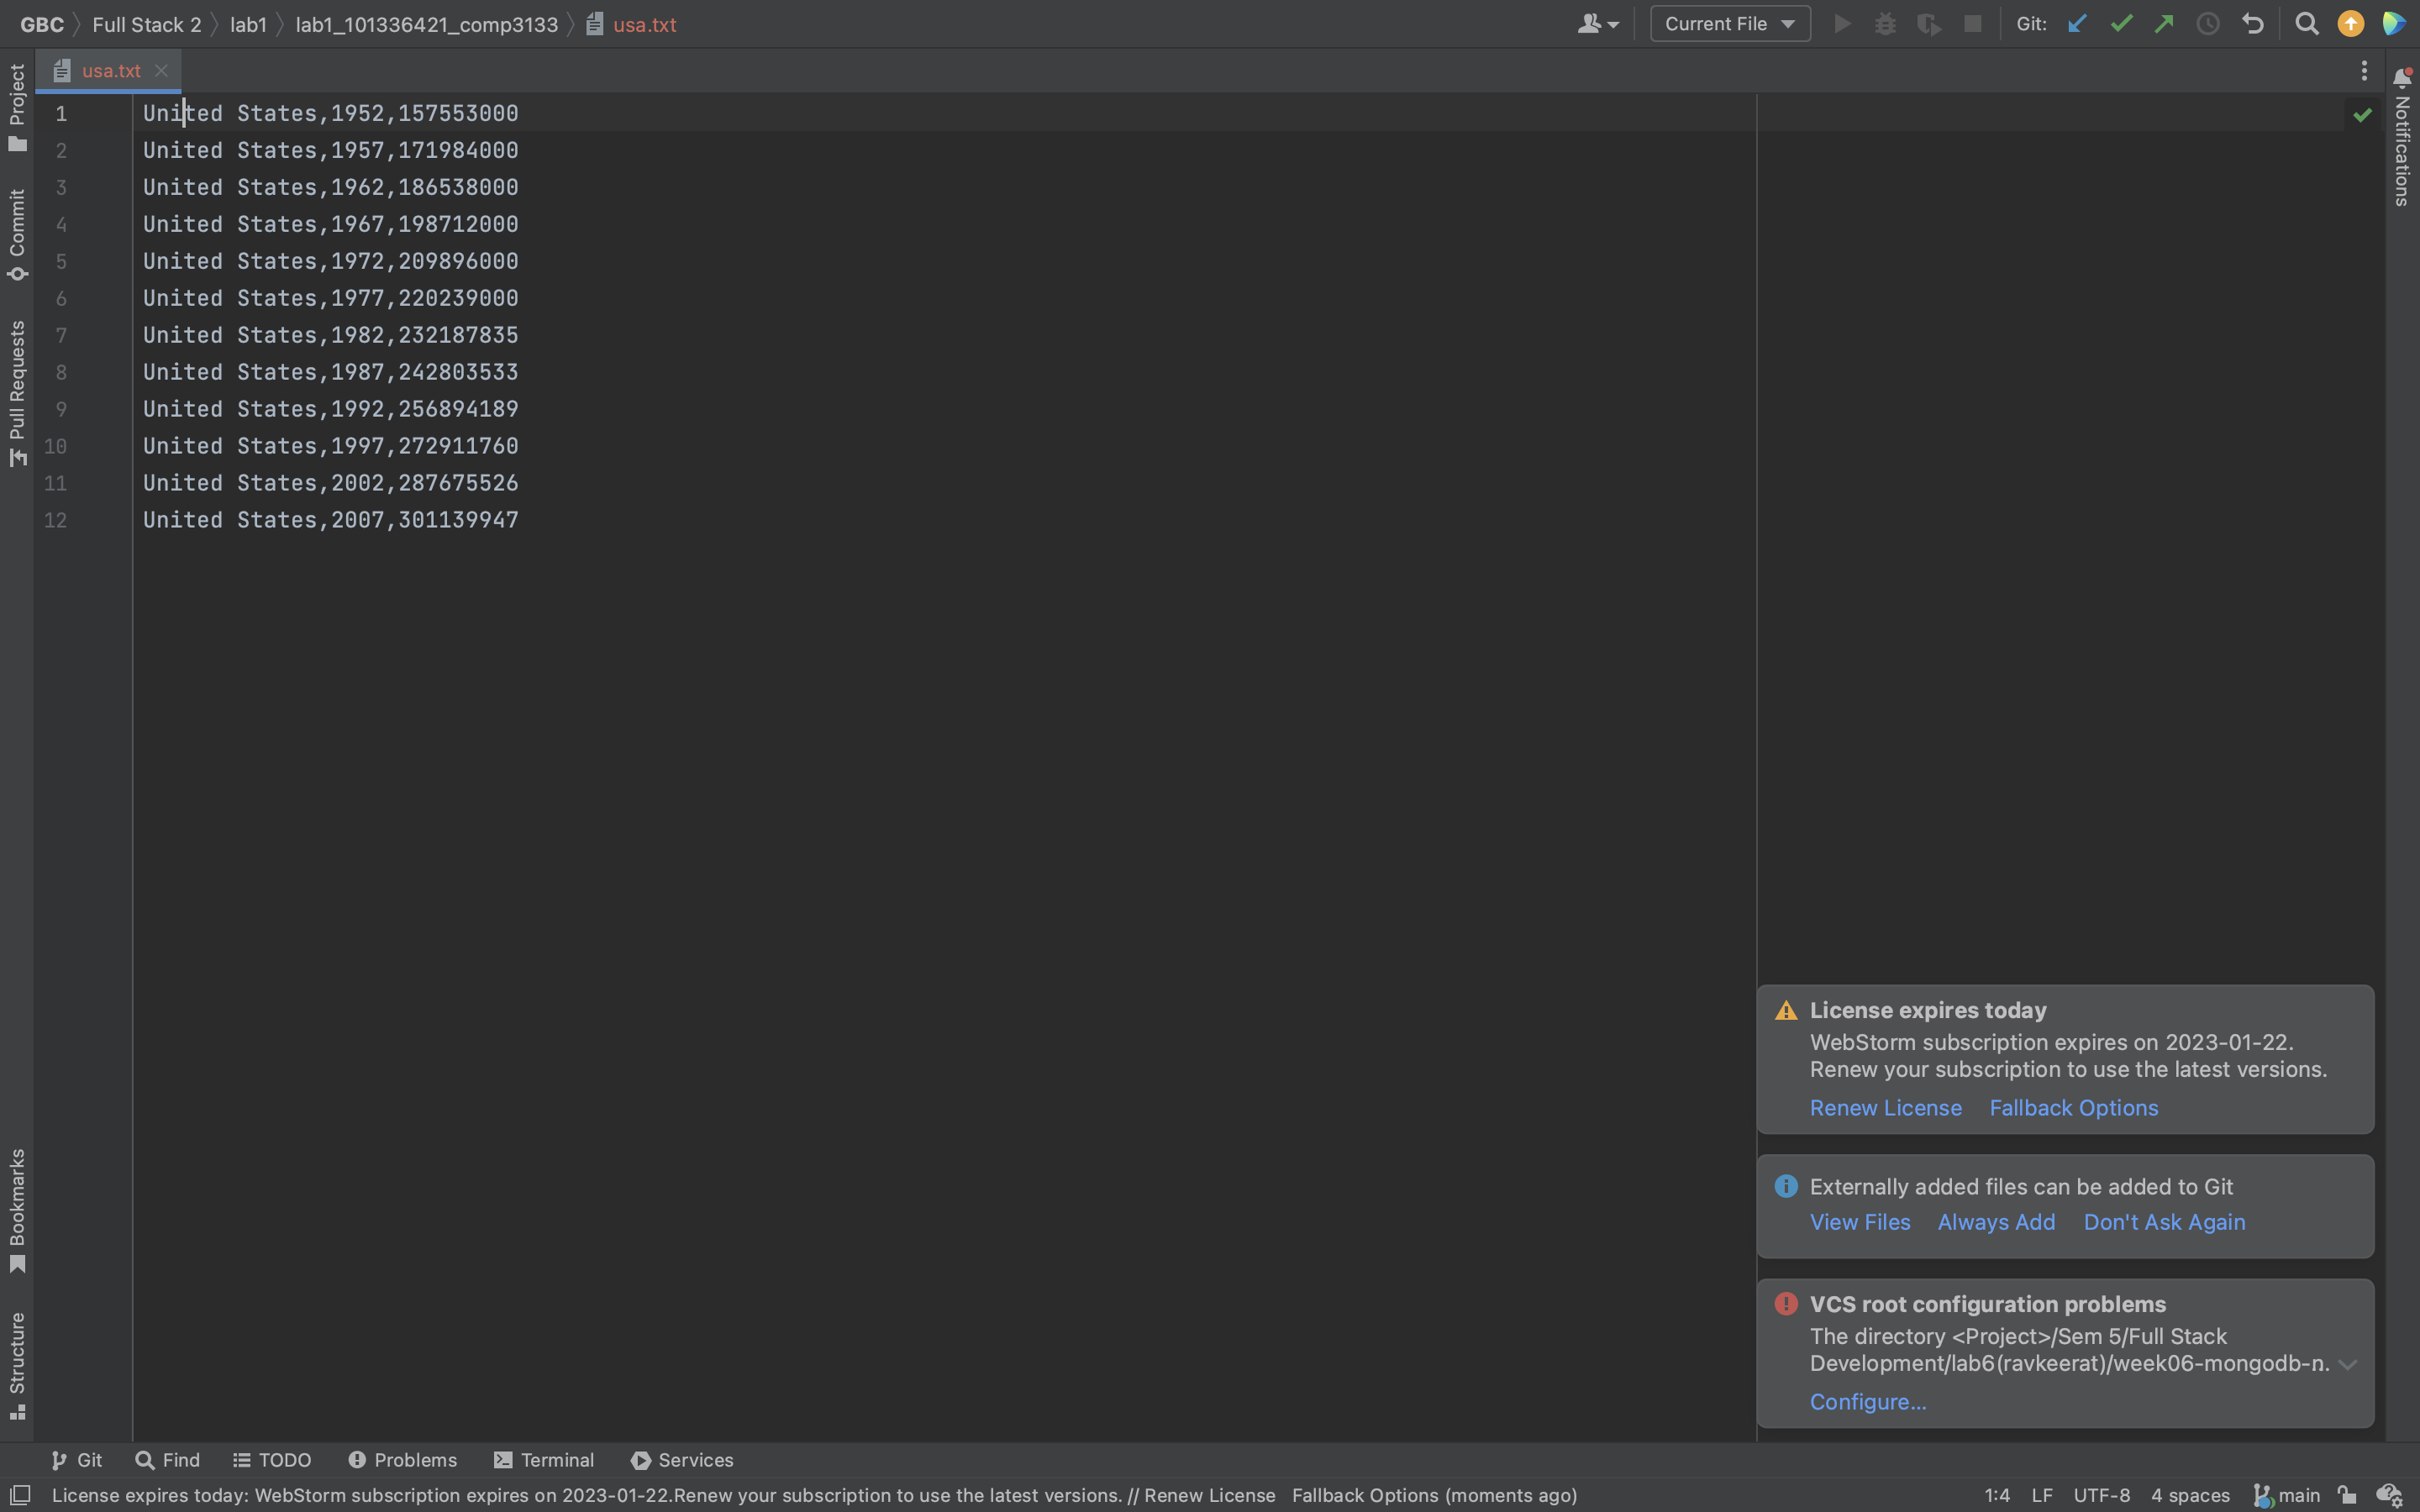 GBC Full Stack 2 lab1 lab1_101336421_comp3133 usa.txt
Current File
Git:
usa.txt
Project
Commit
Pull Requests
Bookmarks
Structure
Notifications
1 United States,1952,157553000
2 United States,1957,171984000
3 United States,1962,186538000
4 United States,1967,198712000
5 United States,1972,209896000
6 United States,1977,220239000
7 United States,1982,232187835
8 United States,1987,242803533
9 United States,1992,256894189
10 United States,1997,272911760
11 United States,2002,287675526
12 United States,2007,301139947
License expires today
WebStorm subscription expires on 2023-01-22.
Renew your subscription to use the latest versions.
Renew License Fallback Options
Externally added files can be added to Git
View Files Always Add Don't Ask Again
VCS root configuration problems
The directory <Project>/Sem 5/Full Stack
Development/lab6(ravkeerat)/week06-mongodb-n.
Configure...
Git Find TODO Problems Terminal Services
License expires today: WebStorm subscription expires on 2023-01-22.Renew your subscription to use the latest versions. // Renew License Fallback Options (moments ago) 1:4 LF UTF-8 4 spaces main